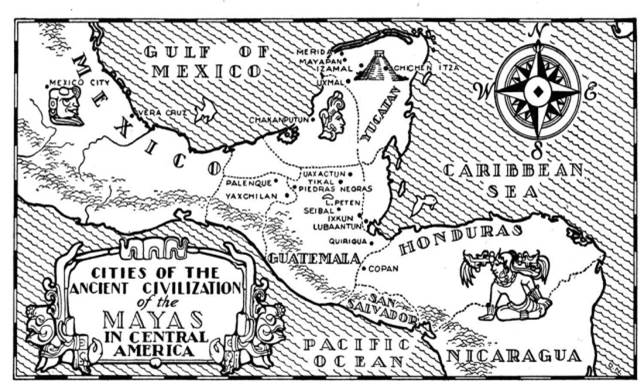 GULF OF
MEXICO
MEXICO
MEXICO CITY
VERA CRUZ
MERIDA
MAYAPAN
IZAMAL
CHICHEN ITZA
UXMAL
CHAKANPUTUN
YUCATAN
N
W
E
S
CARIBBEAN
SEA
UAXACTUN
TIKAL
PALENQUE
PIEDRAS NEGRAS
YAXCHILAN
L. PETEN
SEIBAL
IXKUN
LUBAANTUN
QUIRIGUA
HONDURAS
GUATEMALA
COPAN
SAN
SALVADOR
CITIES OF THE
ANCIENT CIVILIZATION
of the
MAYAS
IN CENTRAL
AMERICA
PACIFIC
OCEAN
NICARAGUA